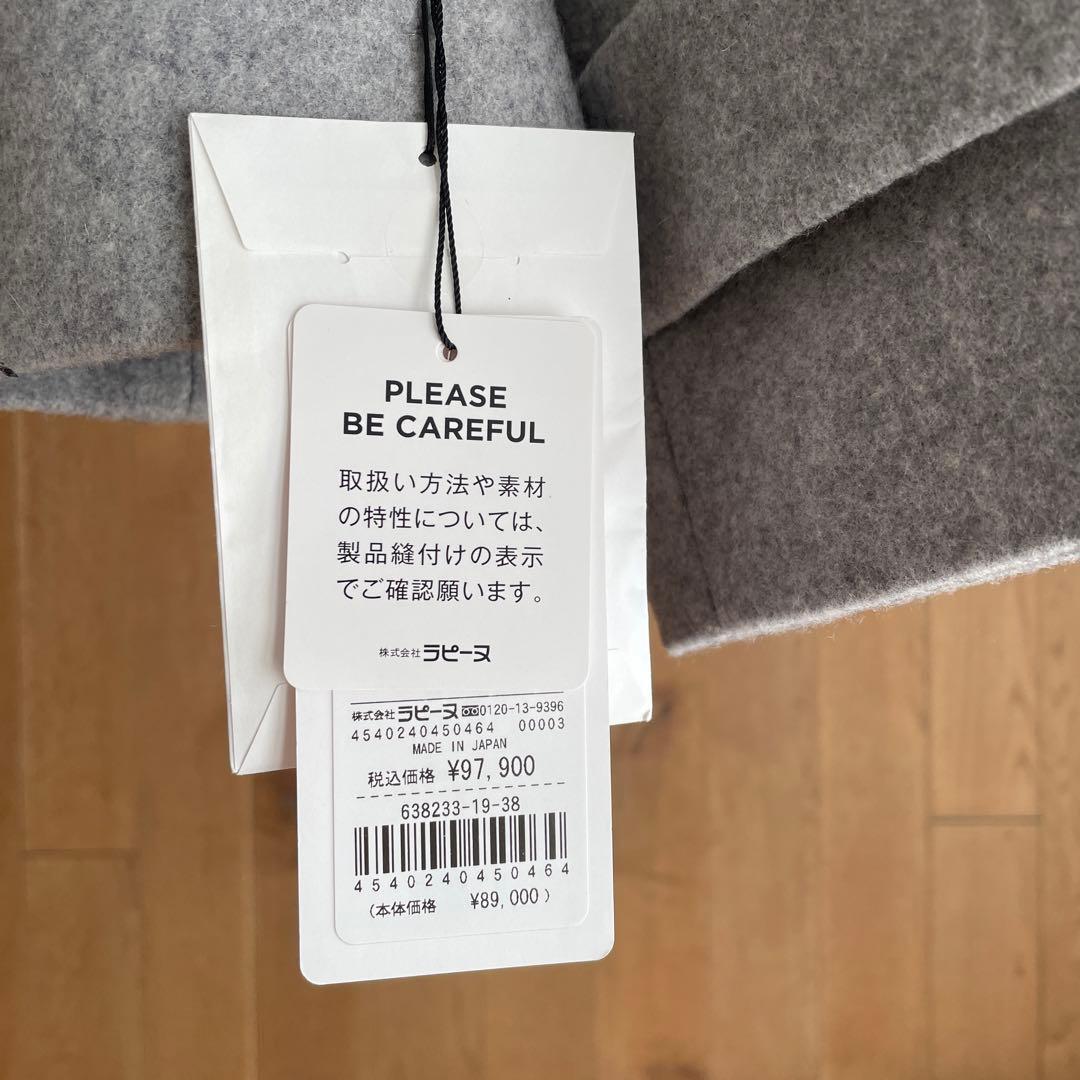 PLEASE
BE CAREFUL
取扱い方法や素材
の特性については、
製品縫付けの表示
でご確認願います。
株式会社 ラピーヌ
株式会社 ラピーヌ 0120-13-9396
4540240450464 00003
MADE IN JAPAN
税込価格 ¥97,900
638233-19-38
4540240450464
(本体価格 ¥89,000)